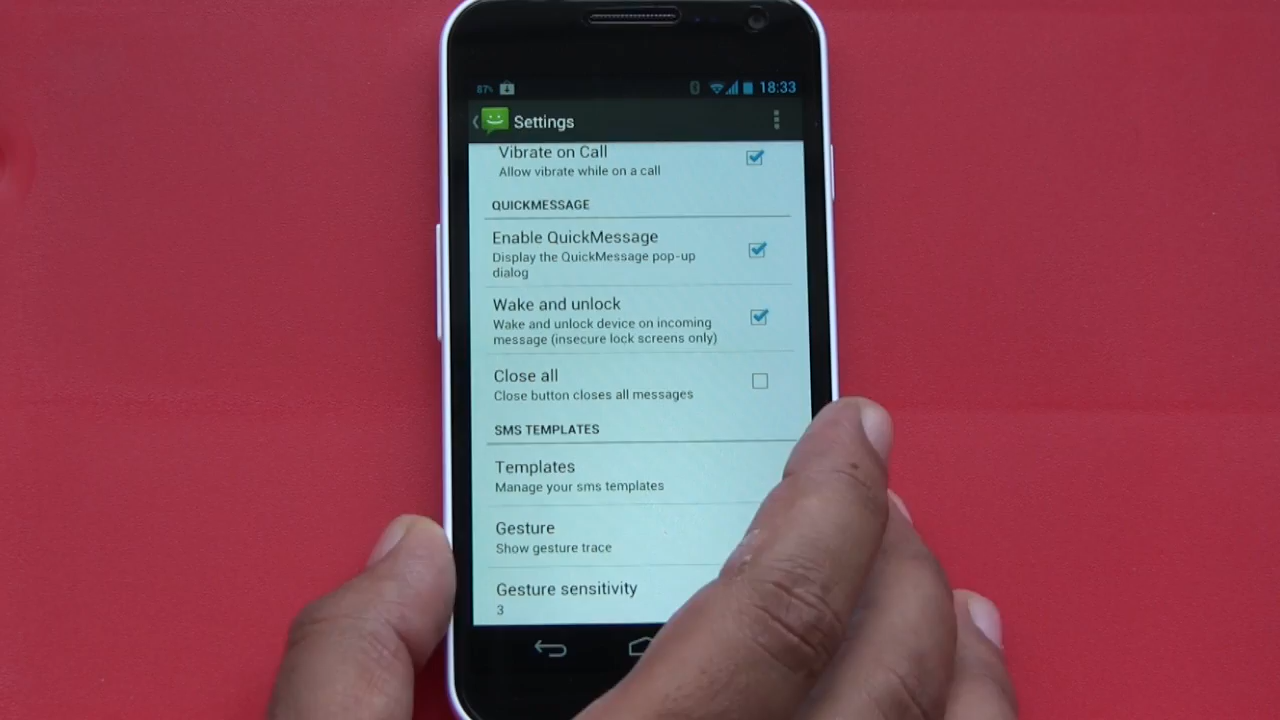 87% 18:33
Settings
Vibrate on Call
Allow vibrate while on a call
QUICKMESSAGE
Enable QuickMessage
Display the QuickMessage pop-up
dialog
Wake and unlock
Wake and unlock device on incoming
message (insecure lock screens only)
Close all
Close button closes all messages
SMS TEMPLATES
Templates
Manage your sms templates
Gesture
Show gesture trace
Gesture sensitivity
3